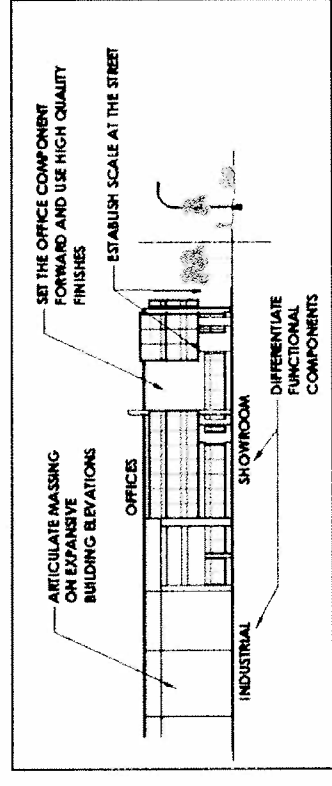 ARTICULATE MASSING
ON EXPANSIVE
BUILDING ELEVATIONS
SET THE OFFICE COMPONENT
FORWARD AND USE HIGH QUALITY
FINISHES
ESTABLISH SCALE AT THE STREET
OFFICES
INDUSTRIAL
SHOWROOM
DIFFERENTIATE
FUNCTIONAL
COMPONENTS